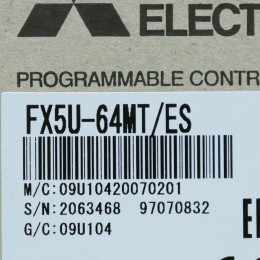 ELECT
PROGRAMMABLE CONTR
FX5U-64MT/ES
M/C: 09U10420070201
S/N: 2063468 97070832
G/C: 09U104